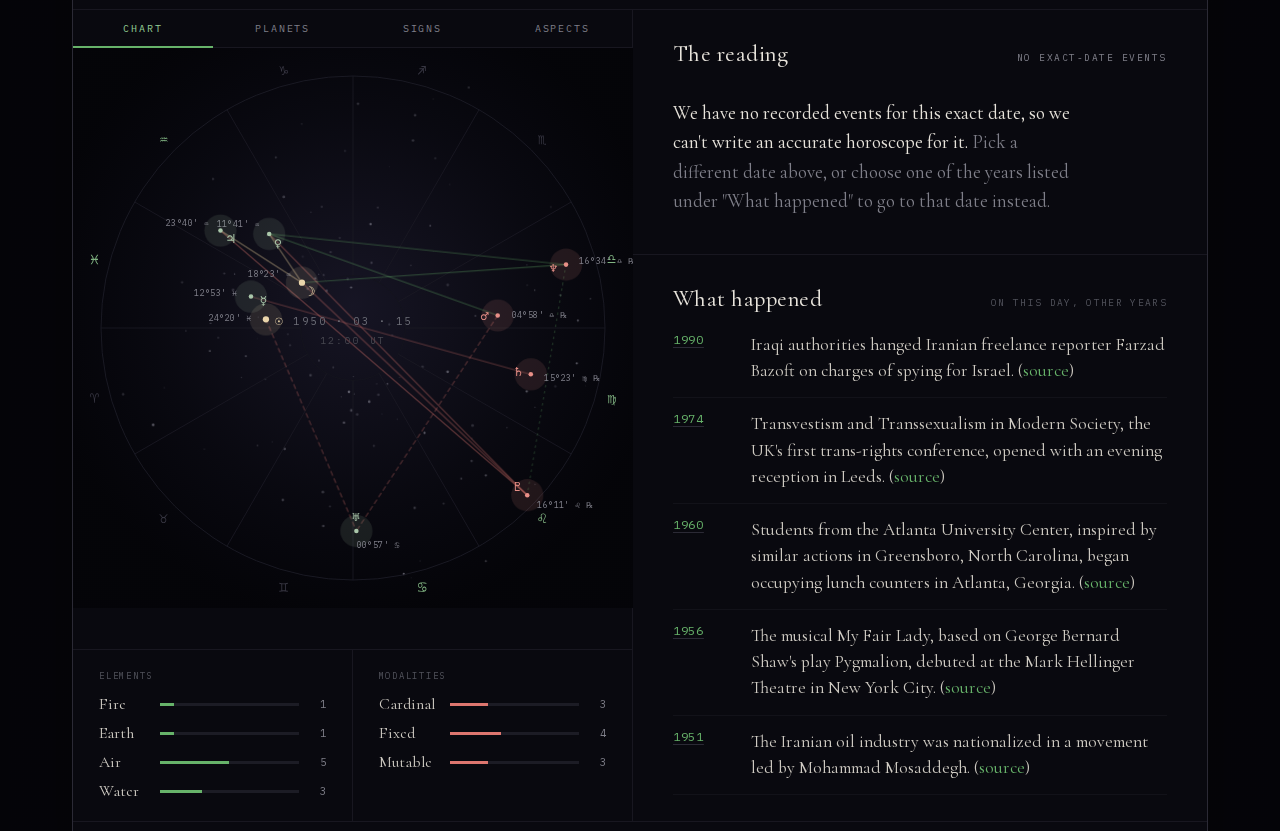 CHART PLANETS SIGNS ASPECTS
♑ ♐
♒ ♏
23°40' ♒ 11°41' ♒
♃ ♀
♓ 16°34' ♎ ℞
♆ ♎
18°23' ☽
12°53' ♓ ☿
24°20' ♓ ☉ 1950 · 03 · 15
♂ 04°58' ♎ ℞
12:00 UT
♄ 15°23' ♍ ℞
♈ ♍
♇
16°11' ♌ ℞
♉ ♅ ♌
00°57' ♋
♊ ♋
ELEMENTS
Fire 1
Earth 1
Air 5
Water 3
MODALITIES
Cardinal 3
Fixed 4
Mutable 3
The reading
NO EXACT-DATE EVENTS
We have no recorded events for this exact date, so we
can't write an accurate horoscope for it. Pick a
different date above, or choose one of the years listed
under "What happened" to go to that date instead.
What happened
ON THIS DAY, OTHER YEARS
1990 Iraqi authorities hanged Iranian freelance reporter Farzad
Bazoft on charges of spying for Israel. (source)
1974 Transvestism and Transsexualism in Modern Society, the
UK's first trans-rights conference, opened with an evening
reception in Leeds. (source)
1960 Students from the Atlanta University Center, inspired by
similar actions in Greensboro, North Carolina, began
occupying lunch counters in Atlanta, Georgia. (source)
1956 The musical My Fair Lady, based on George Bernard
Shaw's play Pygmalion, debuted at the Mark Hellinger
Theatre in New York City. (source)
1951 The Iranian oil industry was nationalized in a movement
led by Mohammad Mosaddegh. (source)